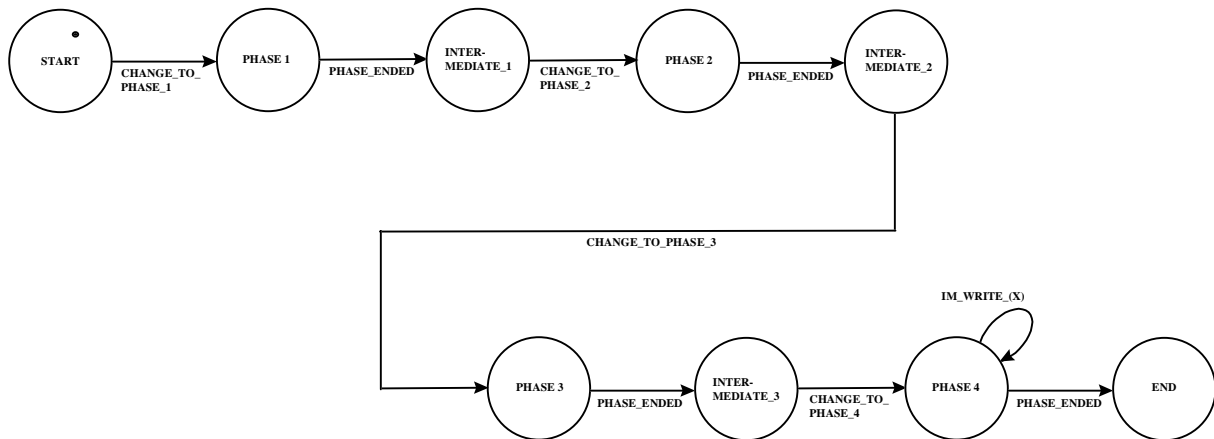 START
CHANGE_TO_
PHASE_1
PHASE 1
PHASE_ENDED
INTER-
MEDIATE_1
CHANGE_TO_
PHASE_2
PHASE 2
PHASE_ENDED
INTER-
MEDIATE_2
CHANGE_TO_PHASE_3
PHASE 3
PHASE_ENDED
INTER-
MEDIATE_3
CHANGE_TO_
PHASE_4
IM_WRITE_(X)
PHASE 4
PHASE_ENDED
END